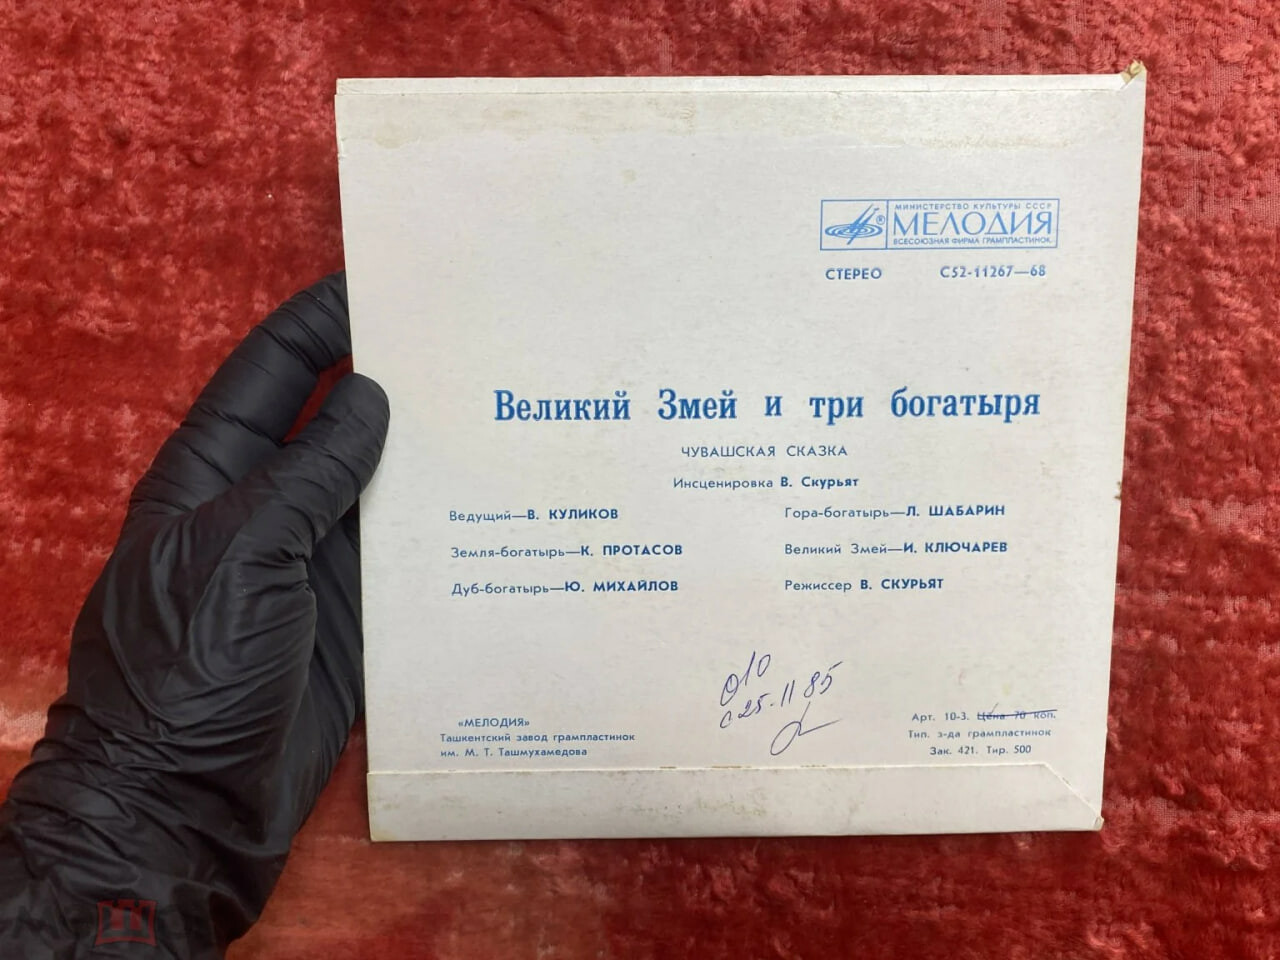 МИНИСТЕРСТВО КУЛЬТУРЫ СССР
МЕЛОДИЯ
ВСЕСОЮЗНАЯ ФИРМА ГРАМПЛАСТИНОК
СТЕРЕО С52-11267—68
Великий Змей и три богатыря
ЧУВАШСКАЯ СКАЗКА
Инсценировка В. Скурьят
Ведущий—В. КУЛИКОВ
Земля-богатырь—К. ПРОТАСОВ
Дуб-богатырь—Ю. МИХАЙЛОВ
Гора-богатырь—Л. ШАБАРИН
Великий Змей—И. КЛЮЧАРЕВ
Режиссер В. СКУРЬЯТ
с 25.11 85
«МЕЛОДИЯ»
Ташкентский завод грампластинок
им. М. Т. Ташмухамедова
Арт. 10-3. Цена 70 коп.
Тип. з-да грампластинок
Зак. 421. Тир. 500